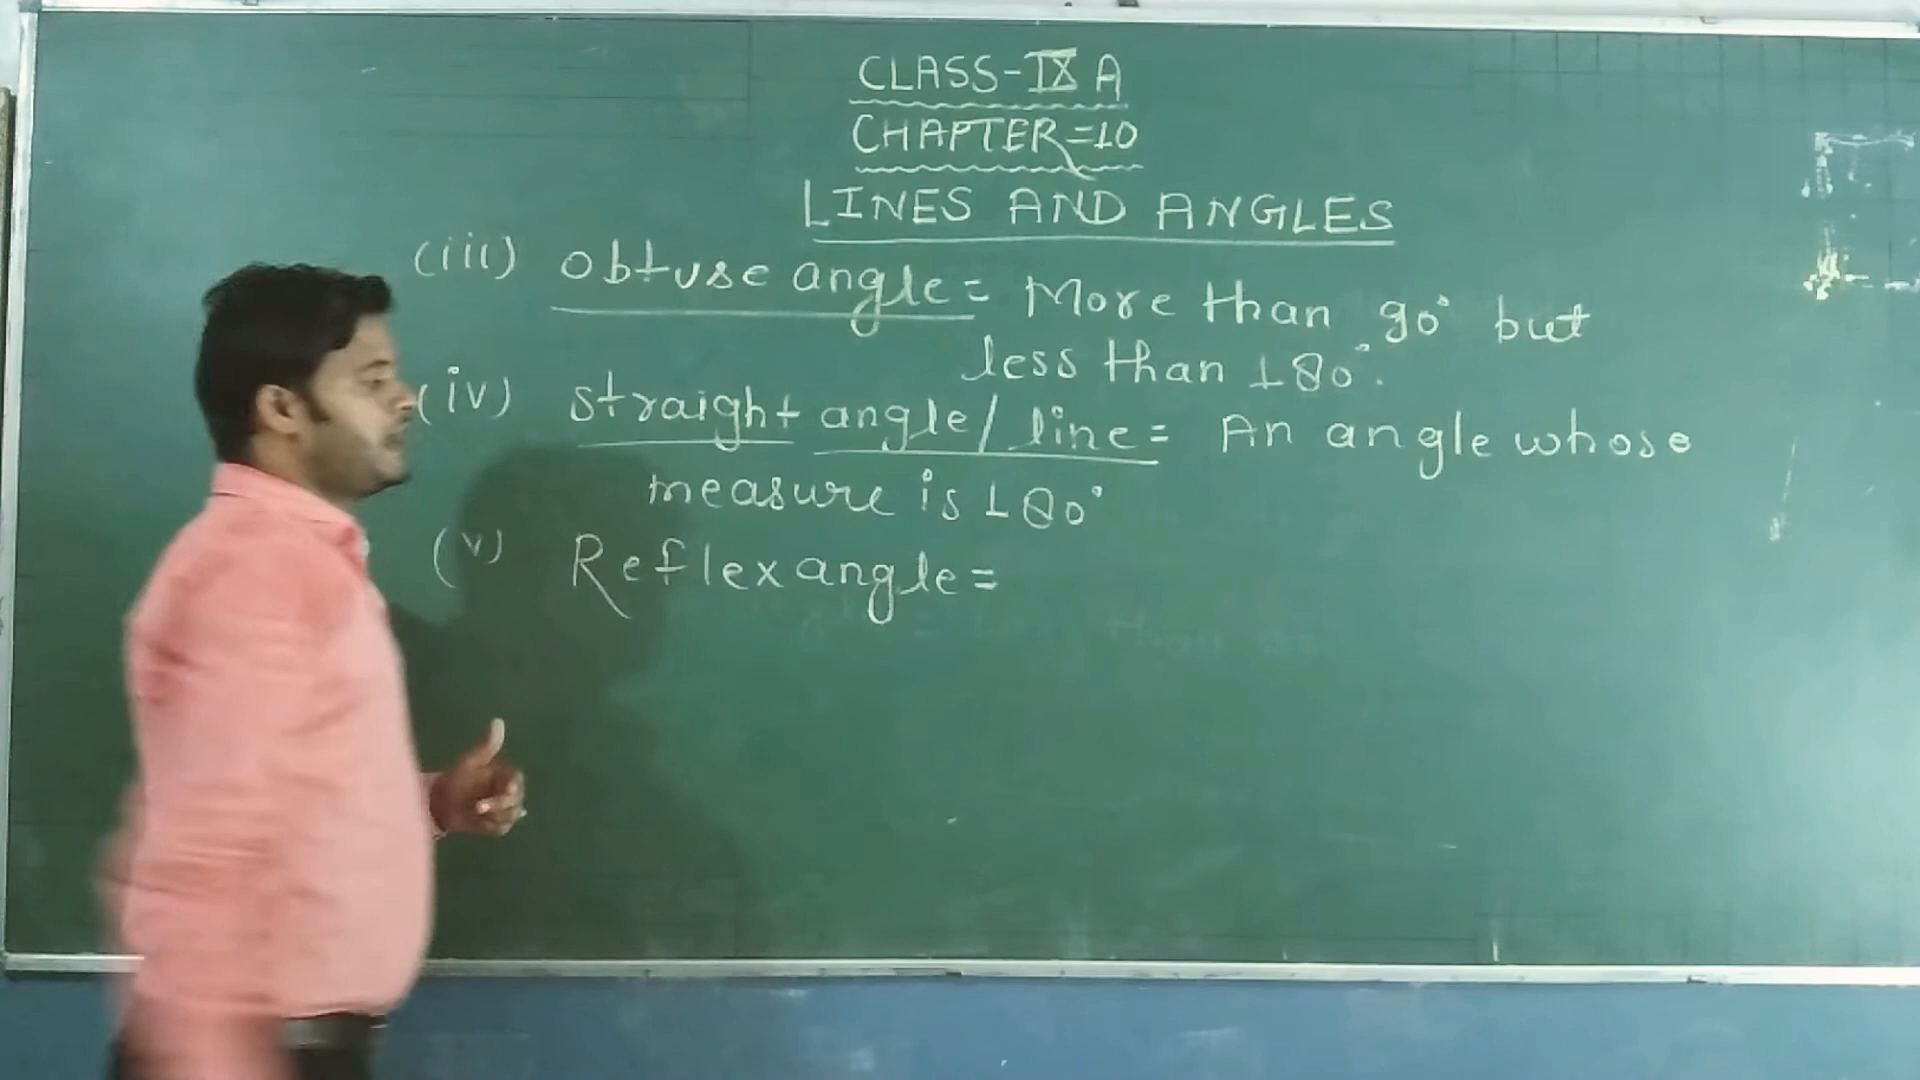 CLASS-IX A
CHAPTER=10
LINES AND ANGLES
(iii) obtuse angle= More than 90° but
less than 180°.
(iv) straight angle/line= An angle whose
measure is 180°
(v) Reflex angle=